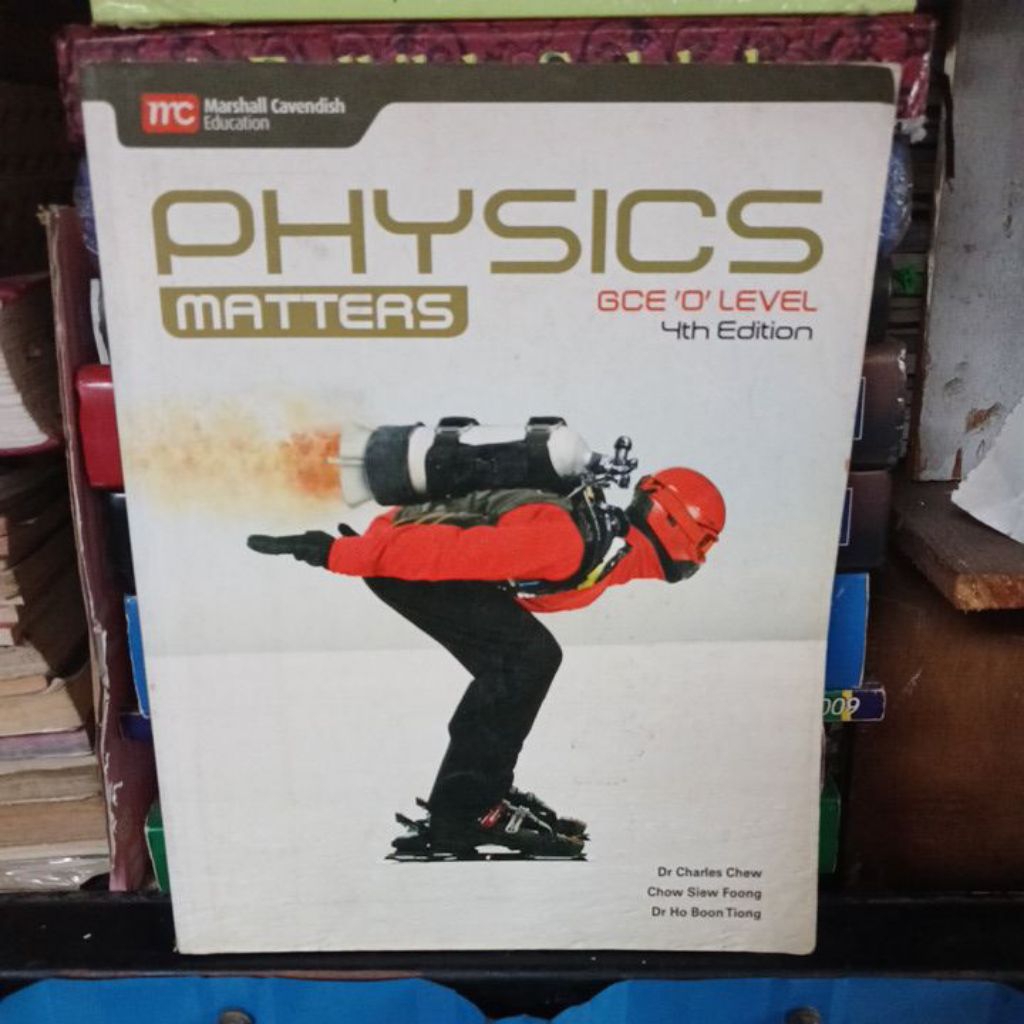 mc Marshall Cavendish
Education
PHYSICS
MATTERS
GCE 'O' LEVEL
4th Edition
Dr Charles Chew
Chow Siew Foong
Dr Ho Boon Tiong
009